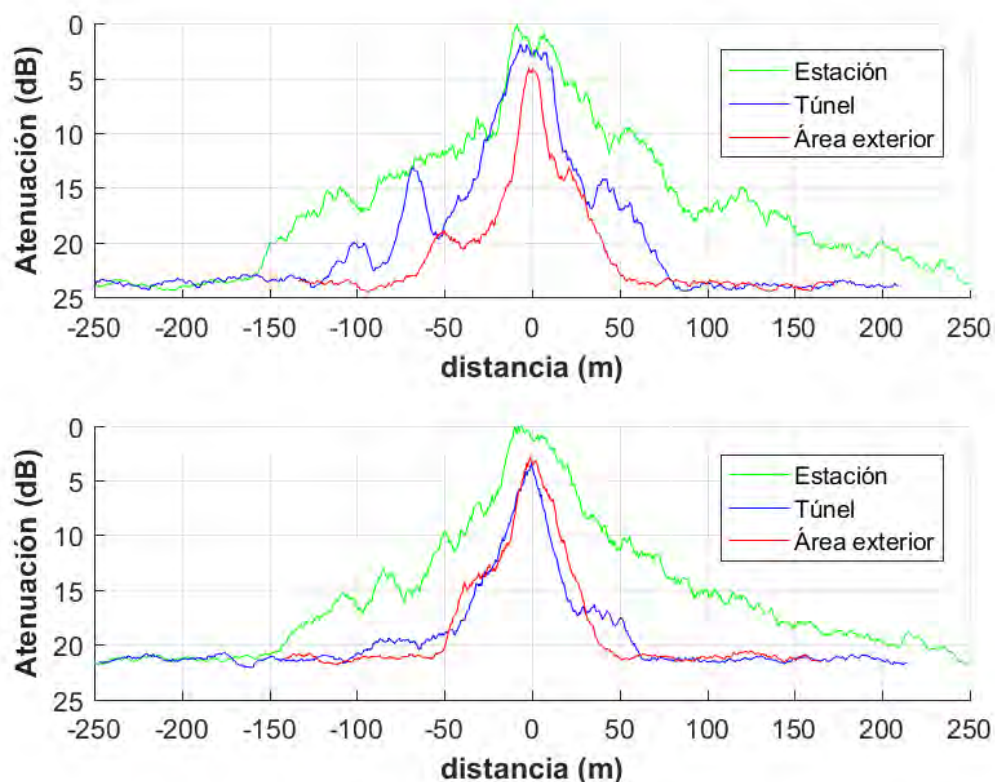 Atenuación (dB)
0
5
10
15
20
25
-250 -200 -150 -100 -50 0 50 100 150 200 250
distancia (m)
Estación
Túnel
Área exterior
Atenuación (dB)
0
5
10
15
20
25
-250 -200 -150 -100 -50 0 50 100 150 200 250
distancia (m)
Estación
Túnel
Área exterior